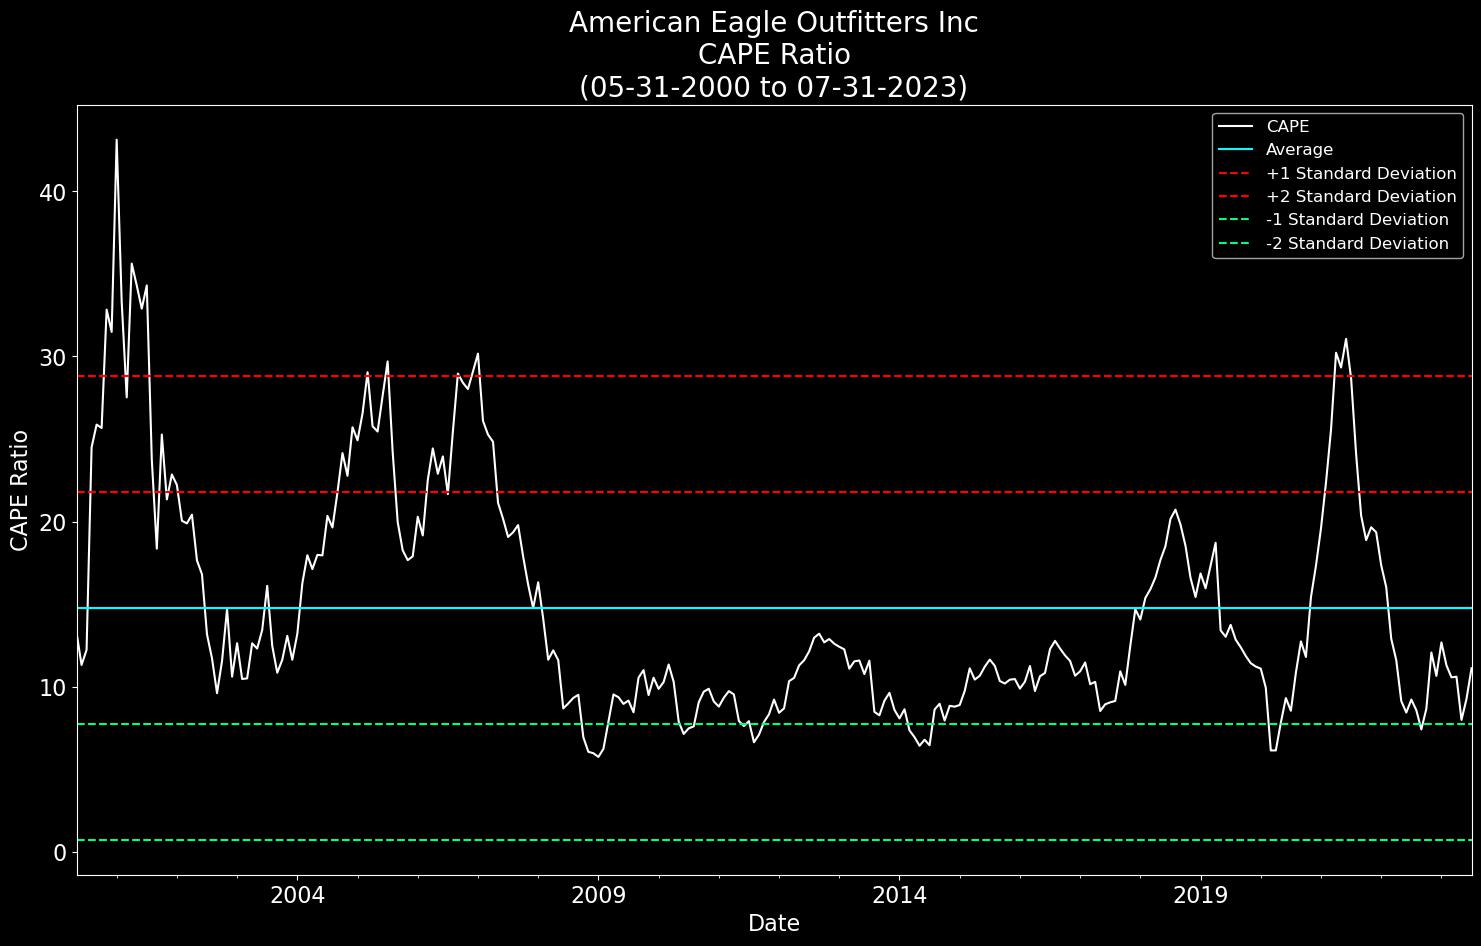 American Eagle Outfitters Inc
CAPE Ratio
(05-31-2000 to 07-31-2023)
CAPE
Average
+1 Standard Deviation
+2 Standard Deviation
-1 Standard Deviation
-2 Standard Deviation
CAPE Ratio
40
30
20
10
0
2004
2009
2014
2019
Date